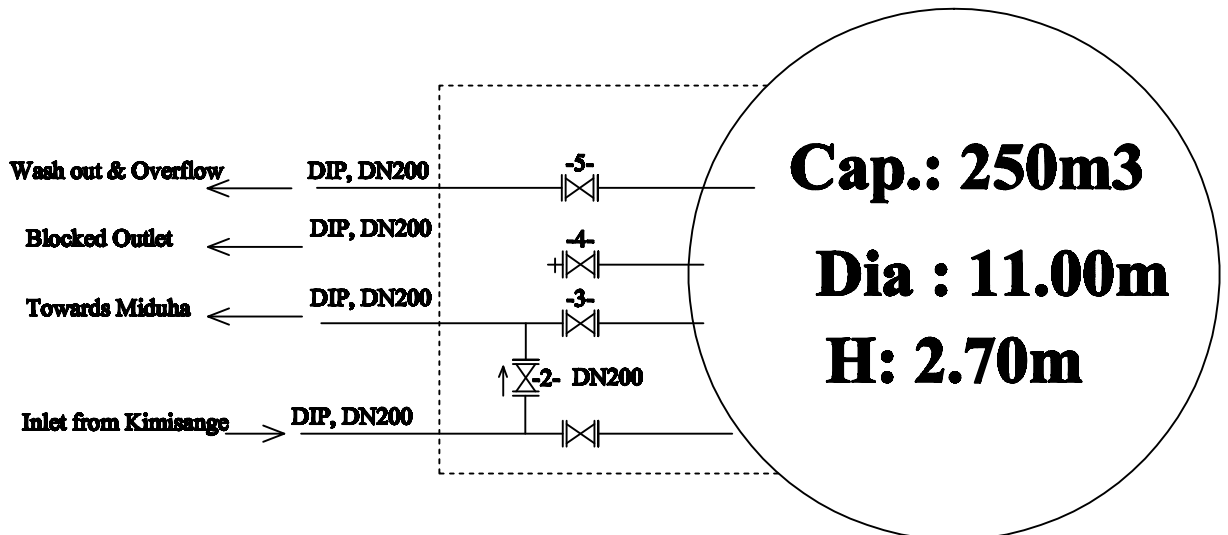 -5-
Wash out & Overflow
DIP, DN200
Cap.: 250m3
Blocked Outlet
DIP, DN200
-4-
Dia : 11.00m
Towards Miduha
DIP, DN200
-3-
H: 2.70m
-2- DN200
Inlet from Kimisange
DIP, DN200